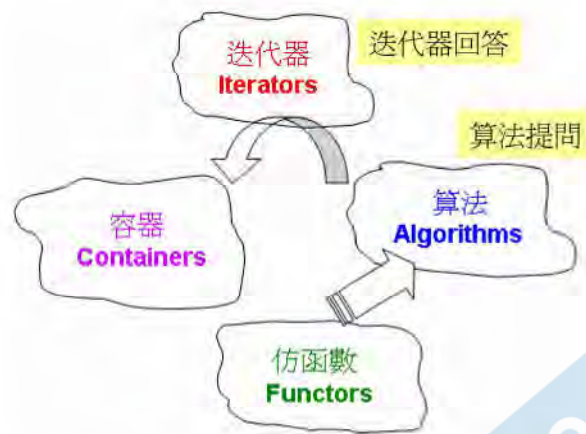 迭代器
Iterators
迭代器回答
算法提問
容器
Containers
算法
Algorithms
仿函數
Functors